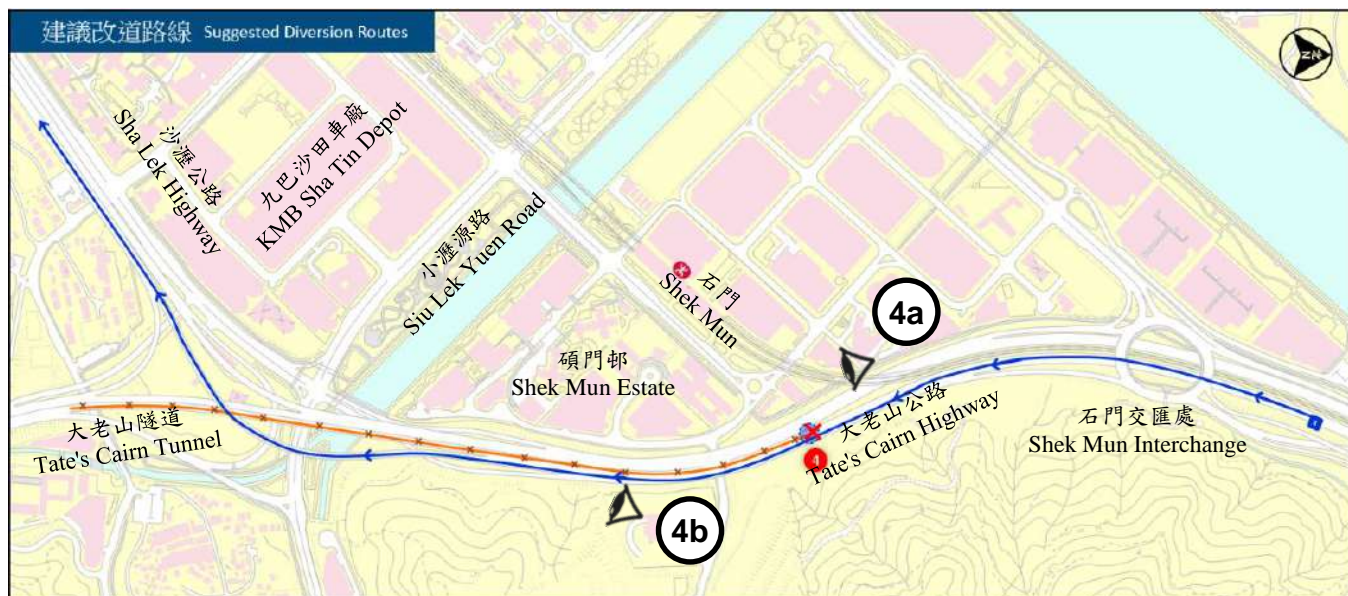 建議改道路線 Suggested Diversion Routes
NZ
沙瀝公路
Sha Lek Highway
九巴沙田車廠
KMB Sha Tin Depot
小瀝源路
Siu Lek Yuen Road
石門
Shek Mun
4a
碩門邨
Shek Mun Estate
大老山公路
Tate's Cairn Highway
石門交匯處
Shek Mun Interchange
大老山隧道
Tate's Cairn Tunnel
4
4b